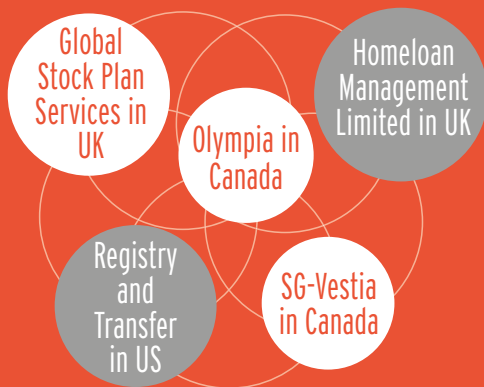 Global
Stock Plan
Services in
UK
Homeloan
Management
Limited in UK
Olympia in
Canada
Registry
and
Transfer
in US
SG-Vestia
in Canada